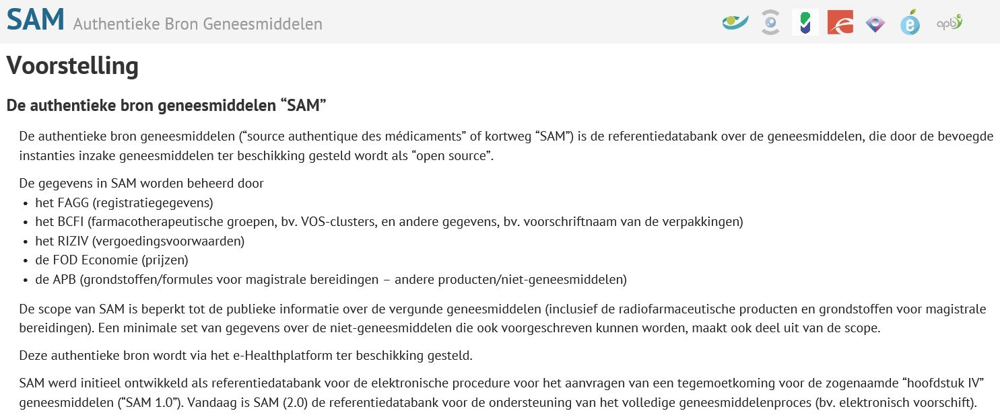 SAM Authentieke Bron Geneesmiddelen
e
apb
Voorstelling
De authentieke bron geneesmiddelen “SAM”
De authentieke bron geneesmiddelen (“source authentique des médicaments” of kortweg “SAM”) is de referentiedatabank over de geneesmiddelen, die door de bevoegde
instanties inzake geneesmiddelen ter beschikking gesteld wordt als “open source”.
De gegevens in SAM worden beheerd door
• het FAGG (registratiegegevens)
• het BCFI (farmacotherapeutische groepen, bv. VOS-clusters, en andere gegevens, bv. voorschriftnaam van de verpakkingen)
• het RIZIV (vergoedingsvoorwaarden)
• de FOD Economie (prijzen)
• de APB (grondstoffen/formules voor magistrale bereidingen – andere producten/niet-geneesmiddelen)
De scope van SAM is beperkt tot de publieke informatie over de vergunde geneesmiddelen (inclusief de radiofarmaceutische producten en grondstoffen voor magistrale
bereidingen). Een minimale set van gegevens over de niet-geneesmiddelen die ook voorgeschreven kunnen worden, maakt ook deel uit van de scope.
Deze authentieke bron wordt via het e-Healthplatform ter beschikking gesteld.
SAM werd initieel ontwikkeld als referentiedatabank voor de elektronische procedure voor het aanvragen van een tegemoetkoming voor de zogenaamde “hoofdstuk IV”
geneesmiddelen (“SAM 1.0”). Vandaag is SAM (2.0) de referentiedatabank voor de ondersteuning van het volledige geneesmiddelenproces (bv. elektronisch voorschift).